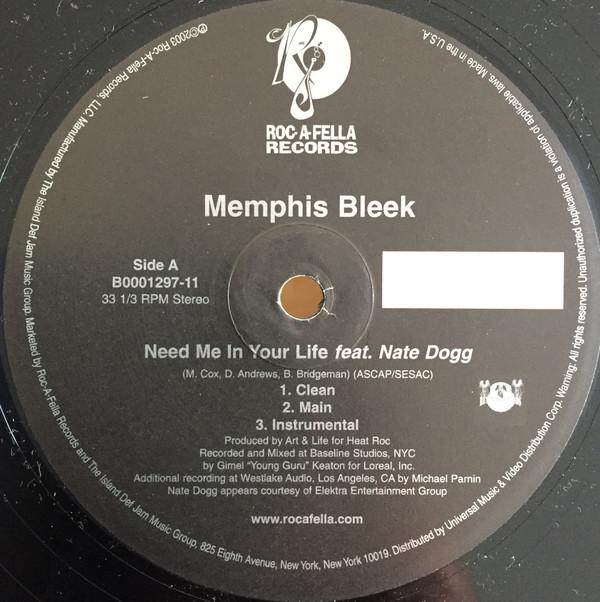 ROC-A-FELLA
RECORDS
Memphis Bleek
Side A
B0001297-11
33 1/3 RPM Stereo
Need Me In Your Life feat. Nate Dogg
(M. Cox, D. Andrews, B. Bridgeman) (ASCAP/SESAC)
1. Clean
2. Main
3. Instrumental
Produced by Art & Life for Heat Roc
Recorded and Mixed at Baseline Studios, NYC
by Gimel "Young Guru" Keaton for Loreal, Inc.
Additional recording at Westlake Audio, Los Angeles, CA by Michael Parnin
Nate Dogg appears courtesy of Elektra Entertainment Group
www.rocafella.com
℗©2003 Roc-A-Fella Records, LLC. Manufactured by The Island Def Jam Music Group. Marketed by Roc-A-Fella Records and The Island Def Jam Music Group, 825 Eighth Avenue, New York, New York 10019. Distributed by Universal Music & Video Distribution Corp. Warning: All rights reserved. Unauthorized duplication is a violation of applicable laws. Made in the U.S.A.